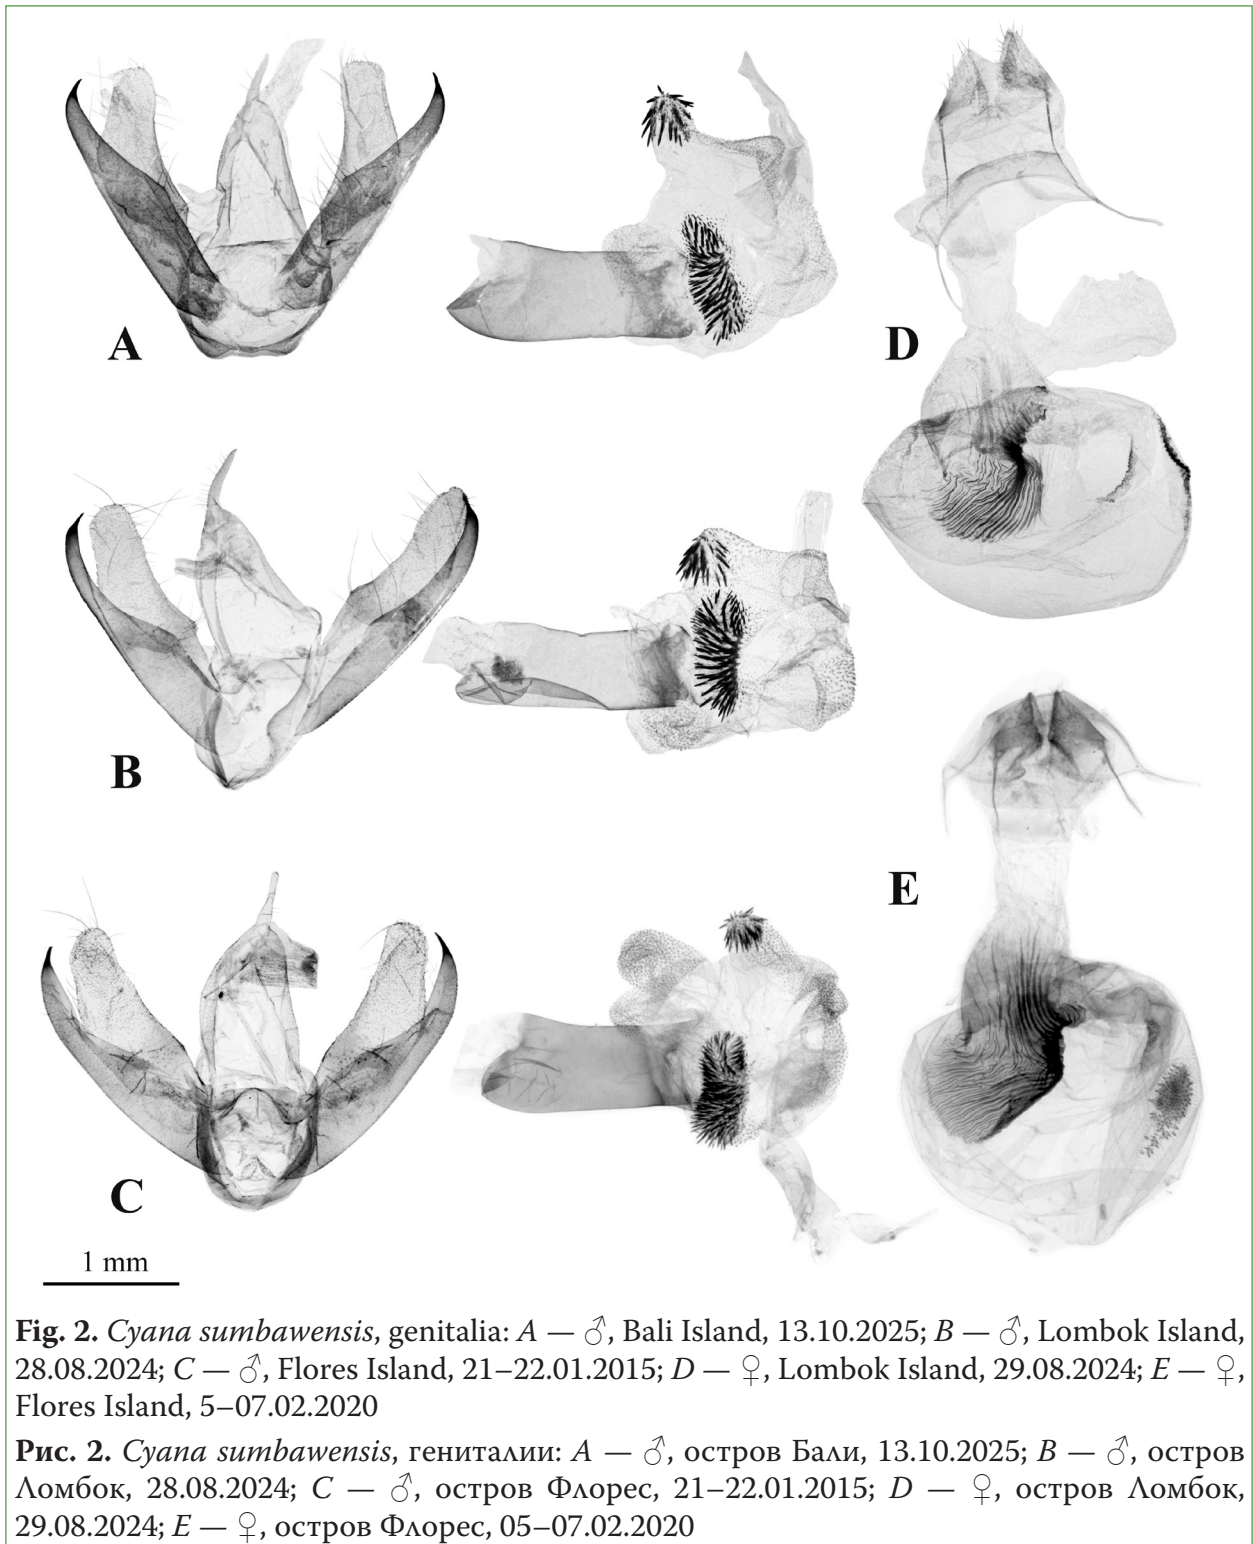 A
D
B
E
C
1 mm
Fig. 2. Cyana sumbawensis, genitalia: A — ♂, Bali Island, 13.10.2025; B — ♂, Lombok Island,
28.08.2024; C — ♂, Flores Island, 21–22.01.2015; D — ♀, Lombok Island, 29.08.2024; E — ♀,
Flores Island, 5–07.02.2020
Рис. 2. Cyana sumbawensis, гениталии: A — ♂, остров Бали, 13.10.2025; B — ♂, остров
Ломбок, 28.08.2024; C — ♂, остров Флорес, 21–22.01.2015; D — ♀, остров Ломбок,
29.08.2024; E — ♀, остров Флорес, 05–07.02.2020